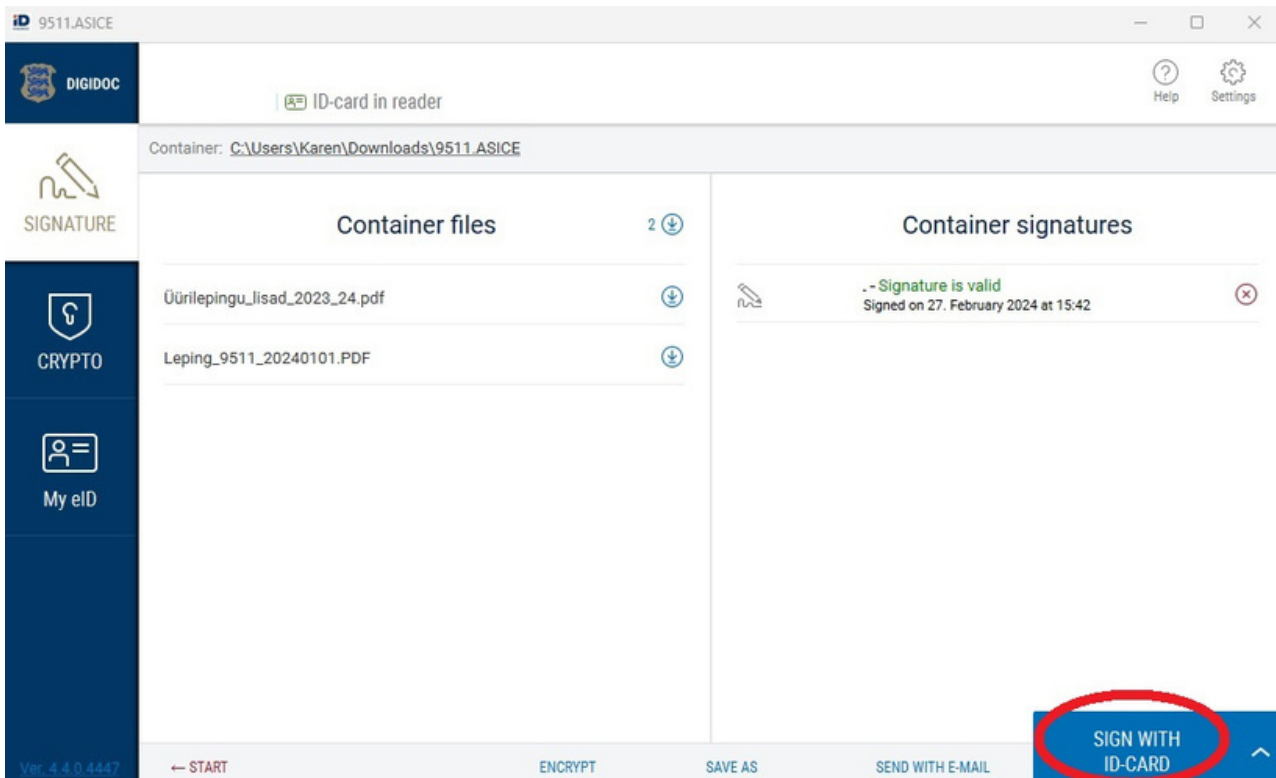 iD 9511.ASICE
DIGIDOC
ID-card in reader
Help
Settings
Container: C:\Users\Karen\Downloads\9511.ASICE
SIGNATURE
Container files
2
Container signatures
Üürilepingu_lisad_2023_24.pdf
. - Signature is valid
Signed on 27. February 2024 at 15:42
CRYPTO
Leping_9511_20240101.PDF
My eID
SIGN WITH
ID-CARD
Ver. 4.4.0.4447
← START
ENCRYPT
SAVE AS
SEND WITH E-MAIL